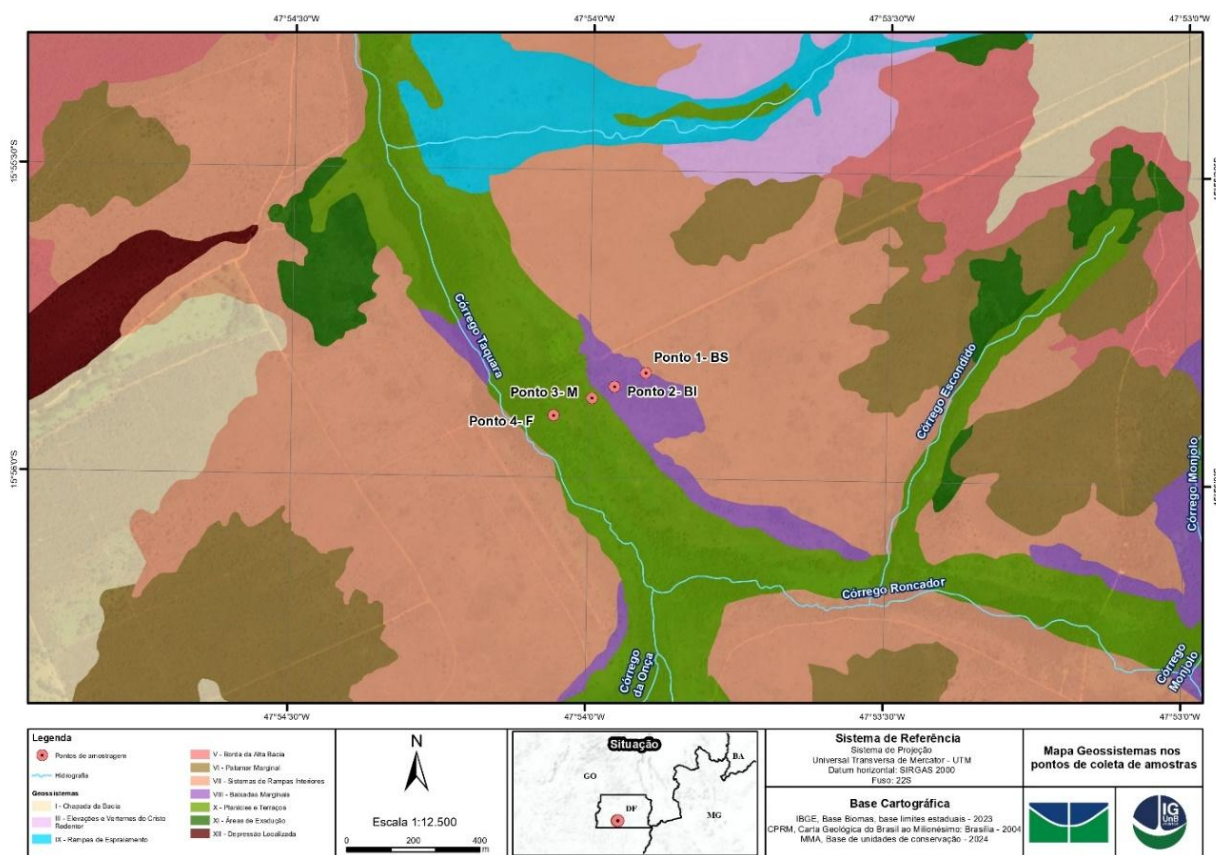 47°54'30"W
47°54'0"W
47°53'30"W
47°53'0"W
15°55'30"S
Córrego Taquara
Ponto 1- BS
Ponto 2- BI
Ponto 3- M
Ponto 4- F
Córrego Escondido
15°56'0"S
Córrego Monjolo
Córrego Roncador
Córrego
da Onça
Córrego
Monjolo
47°54'30"W
47°54'0"W
47°53'30"W
47°53'0"W
Legenda
Pontos de amostragem
Hidrografia
Geossistemas
I - Chapada da Bacia
III - Elevações e Vertentes do Cristo
Redentor
IX - Rampas de Espraiamento
V - Borda da Alta Bacia
VI - Patamar Marginal
VII - Sistemas de Rampas Interiores
VIII - Baixadas Marginais
X - Planícies e Terraços
XI - Áreas de Exsudação
XII - Depressão Localizada
N
Escala 1:12.500
0 200 400
m
Situação
GO
DF
BA
MG
Sistema de Referência
Sistema de Projeção
Universal Transversa de Mercator - UTM
Datum horizontal: SIRGAS 2000
Fuso: 22S
Base Cartográfica
IBGE, Base Biomas, base limites estaduais - 2023
CPRM, Carta Geológica do Brasil ao Milionésimo: Brasília - 2004
MMA, Base de unidades de conservação - 2024
Mapa Geossistemas nos
pontos de coleta de amostras
IG
UnB